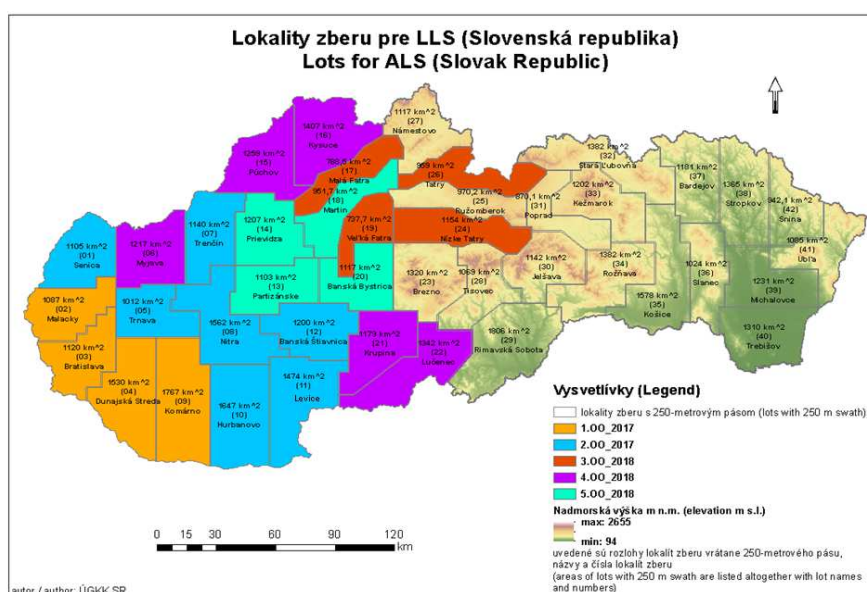 Lokality zberu pre LLS (Slovenská republika)
Lots for ALS (Slovak Republic)
1117 km^2
(27)
Námestovo
1407 km^2
(16)
Kysuce
1259 km^2
(15)
Púchov
(17)
Malá Fatra
951,7 km^2
(18)
Martin
969 km^2
(26)
Tatry
970,2 km^2
(25)
Ružomberok
1382 km^2
(32)
Stará Ľubovňa
1202 km^2
(33)
Kežmarok
870,1 km^2
(31)
Poprad
1181 km^2
(37)
Bardejov
1365 km^2
(38)
Stropkov
942,1 km^2
(42)
Snina
1085 km^2
(41)
Ubľa
1140 km^2
(07)
Trenčín
1207 km^2
(14)
Prievidza
737,7 km^2
(19)
Veľká Fatra
1154 km^2
(24)
Nízke Tatry
1105 km^2
(01)
Senica
1217 km^2
(06)
Myjava
1103 km^2
(13)
Partizánske
1117 km^2
(20)
Banská Bystrica
1320 km^2
(23)
Brezno
1069 km^2
(28)
Tisovec
1142 km^2
(30)
Jelšava
1382 km^2
(34)
Rožňava
1024 km^2
(36)
Slanec
1231 km^2
(39)
Michalovce
1087 km^2
(02)
Malacky
1012 km^2
(05)
Trnava
1562 km^2
(08)
Nitra
1200 km^2
(12)
Banská Štiavnica
1179 km^2
(21)
Krupina
1342 km^2
(22)
Lučenec
1806 km^2
(29)
Rimavská Sobota
1578 km^2
(35)
Košice
1310 km^2
(40)
Trebišov
1120 km^2
(03)
Bratislava
1530 km^2
(04)
Dunajská Streda
1767 km^2
(09)
Komárno
1647 km^2
(10)
Hurbanovo
1474 km^2
(11)
Levice
Vysvetlívky (Legend)
lokality zberu s 250-metrovým pásom (lots with 250 m swath)
1.OO_2017
2.OO_2017
3.OO_2018
4.OO_2018
5.OO_2018
Nadmorská výška m n.m. (elevation m s.l.)
max: 2655
min: 94
uvedené sú rozlohy lokalít zberu vrátane 250-metrového pásu,
názvy a čísla lokalít zberu
(areas of lots with 250 m swath are listed altogether with lot names
and numbers)
0 15 30 60 90 120
km
autor / author: ÚGKK SR